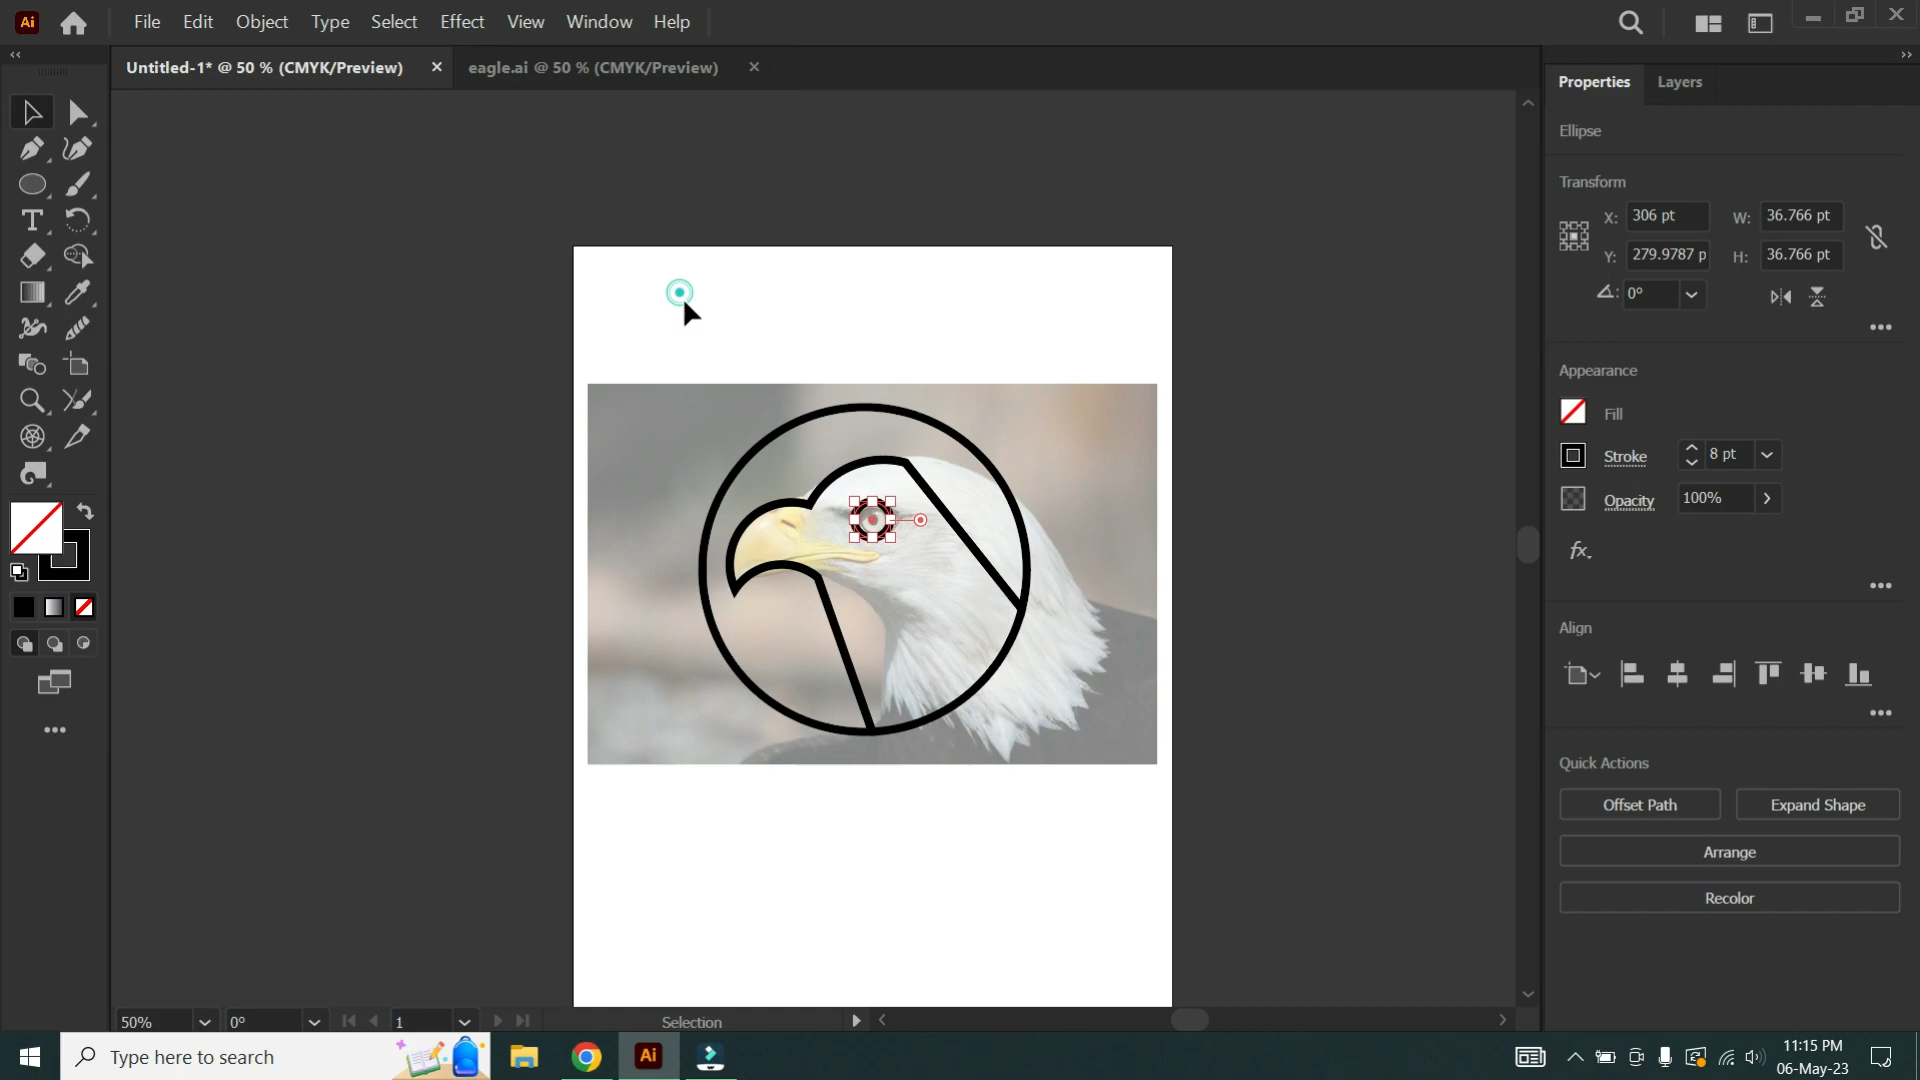 Ai File Edit Object Type Select Effect View Window Help
Untitled-1* @ 50 % (CMYK/Preview) eagle.ai @ 50 % (CMYK/Preview)
Properties Layers
Ellipse
Transform
X: 306 pt W: 36.766 pt
Y: 279.9787 p H: 36.766 pt
0°
Appearance
Fill
Stroke 8 pt
Opacity 100%
fx
Align
Quick Actions
Offset Path Expand Shape
Arrange
Recolor
50% 0° 1 Selection
Type here to search Ai
11:15 PM
06-May-23